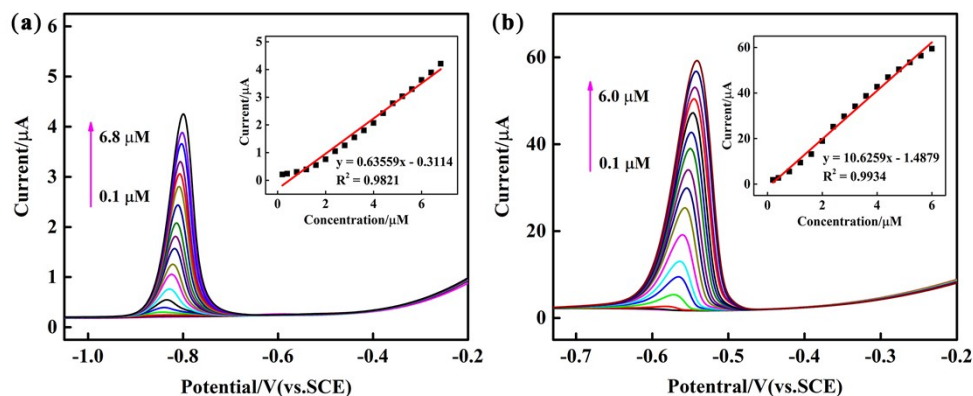 (a)
Current/μA
6
5
4
3
2
1
0
-1.0
-0.8
-0.6
-0.4
-0.2
Potential/V(vs.SCE)
6.8 μM
0.1 μM
Current/μA
5
4
3
2
1
0
0
2
4
6
Concentration/μM
y = 0.63559x - 0.3114
R² = 0.9821
(b)
Current/μA
60
40
20
0
-0.7
-0.6
-0.5
-0.4
-0.3
-0.2
Potentral/V(vs.SCE)
6.0 μM
0.1 μM
Current/μA
60
40
20
0
0
2
4
6
Concentration/μM
y = 10.6259x - 1.4879
R² = 0.9934